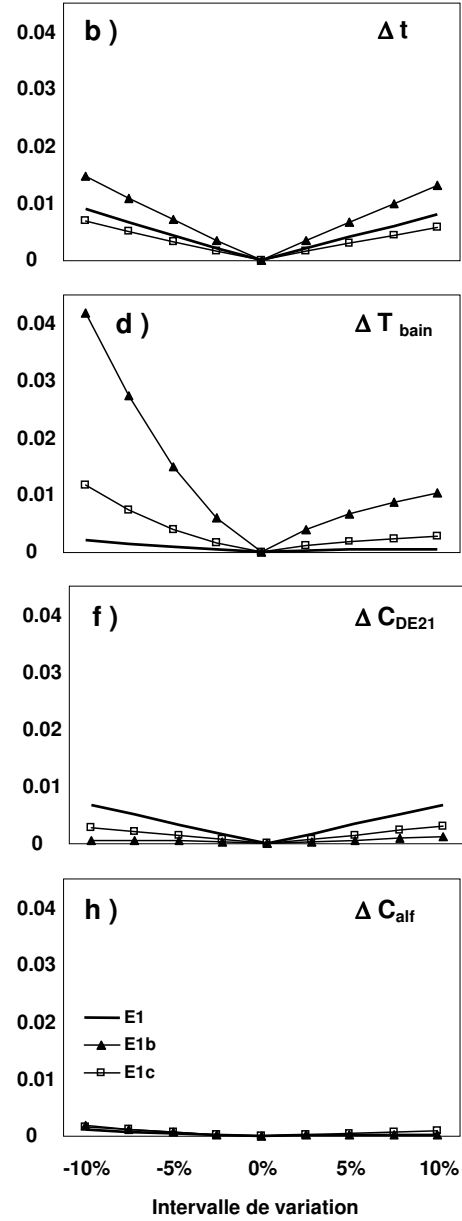 b ) Δ t
0.04
0.03
0.02
0.01
0
d ) Δ T bain
0.04
0.03
0.02
0.01
0
f ) Δ C DE21
0.04
0.03
0.02
0.01
0
h ) Δ C alf
0.04
0.03
0.02
0.01
0
E1
E1b
E1c
-10% -5% 0% 5% 10%
Intervalle de variation